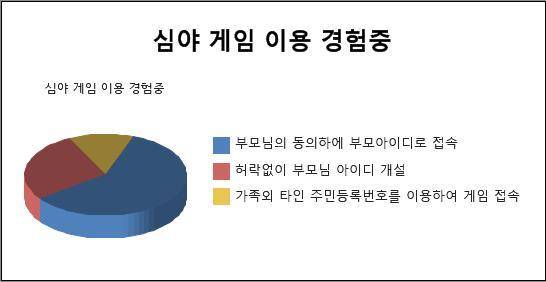 심야 게임 이용 경험중
심야 게임 이용 경험중
부모님의 동의하에 부모아이디로 접속
허락없이 부모님 아이디 개설
가족외 타인 주민등록번호를 이용하여 게임 접속